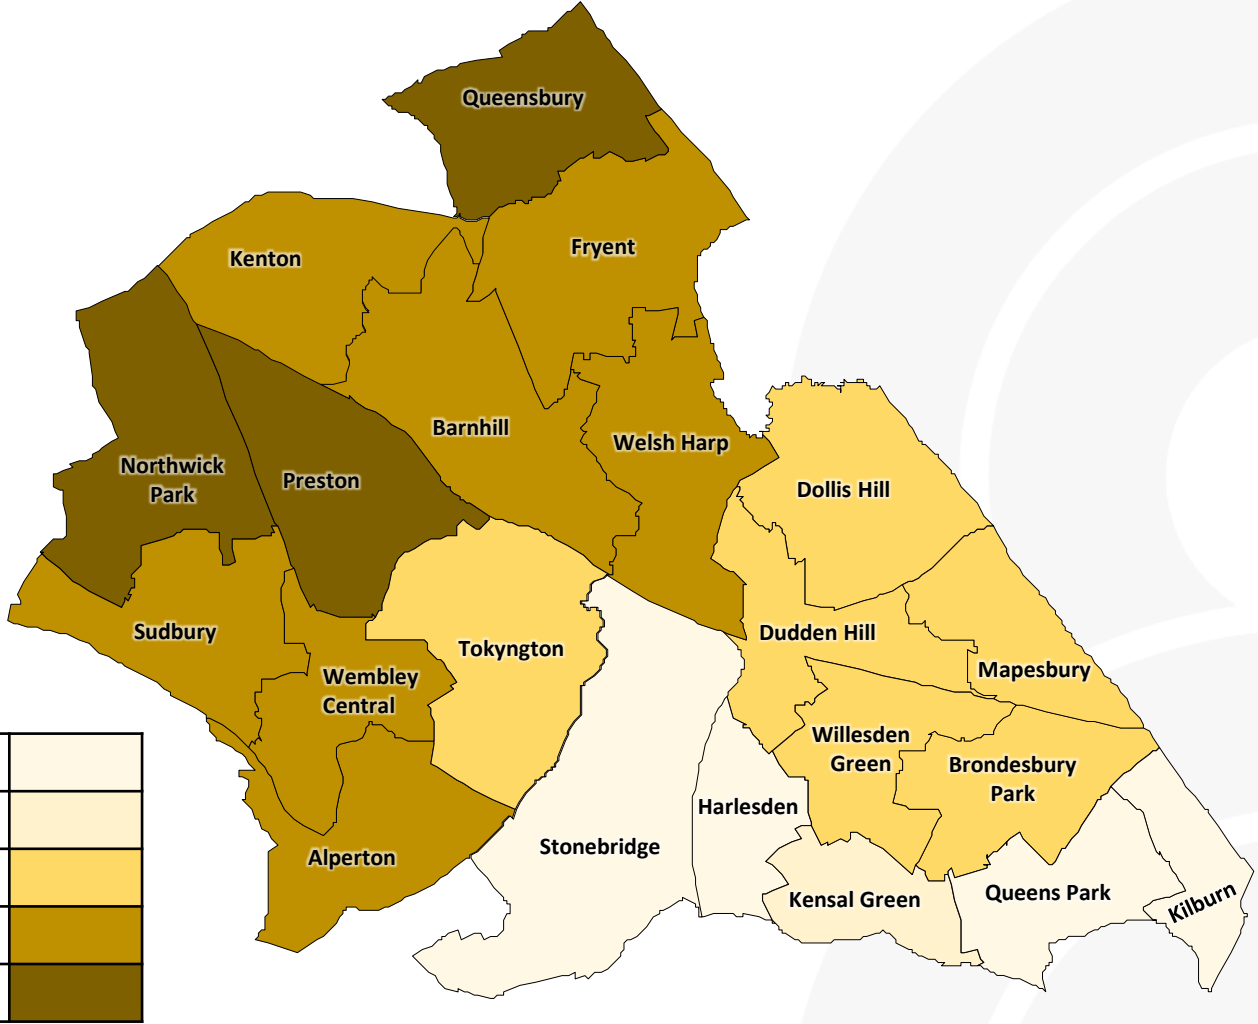 Queensbury
Kenton
Fryent
Barnhill
Welsh Harp
Northwick
Park
Preston
Dollis Hill
Sudbury
Tokyngton
Dudden Hill
Mapesbury
Wembley
Central
Willesden
Green
Brondesbury
Park
Harlesden
Stonebridge
Alperton
Kensal Green
Queens Park
Kilburn